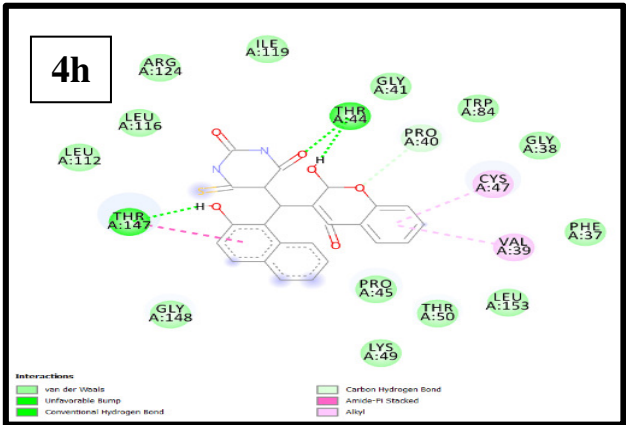 4h
ILE
A:119
ARG
A:124
GLY
A:41
THR
A:44
TRP
A:84
LEU
A:116
PRO
A:40
GLY
A:38
LEU
A:112
O
N
N
O
H
O
O
CYS
A:47
S
H
O
THR
A:147
O
VAL
A:39
PHE
A:37
PRO
A:45
LEU
A:153
GLY
A:148
THR
A:50
LYS
A:49
Interactions
van der Waals
Unfavorable Bump
Conventional Hydrogen Bond
Carbon Hydrogen Bond
Amide-Pi Stacked
Alkyl